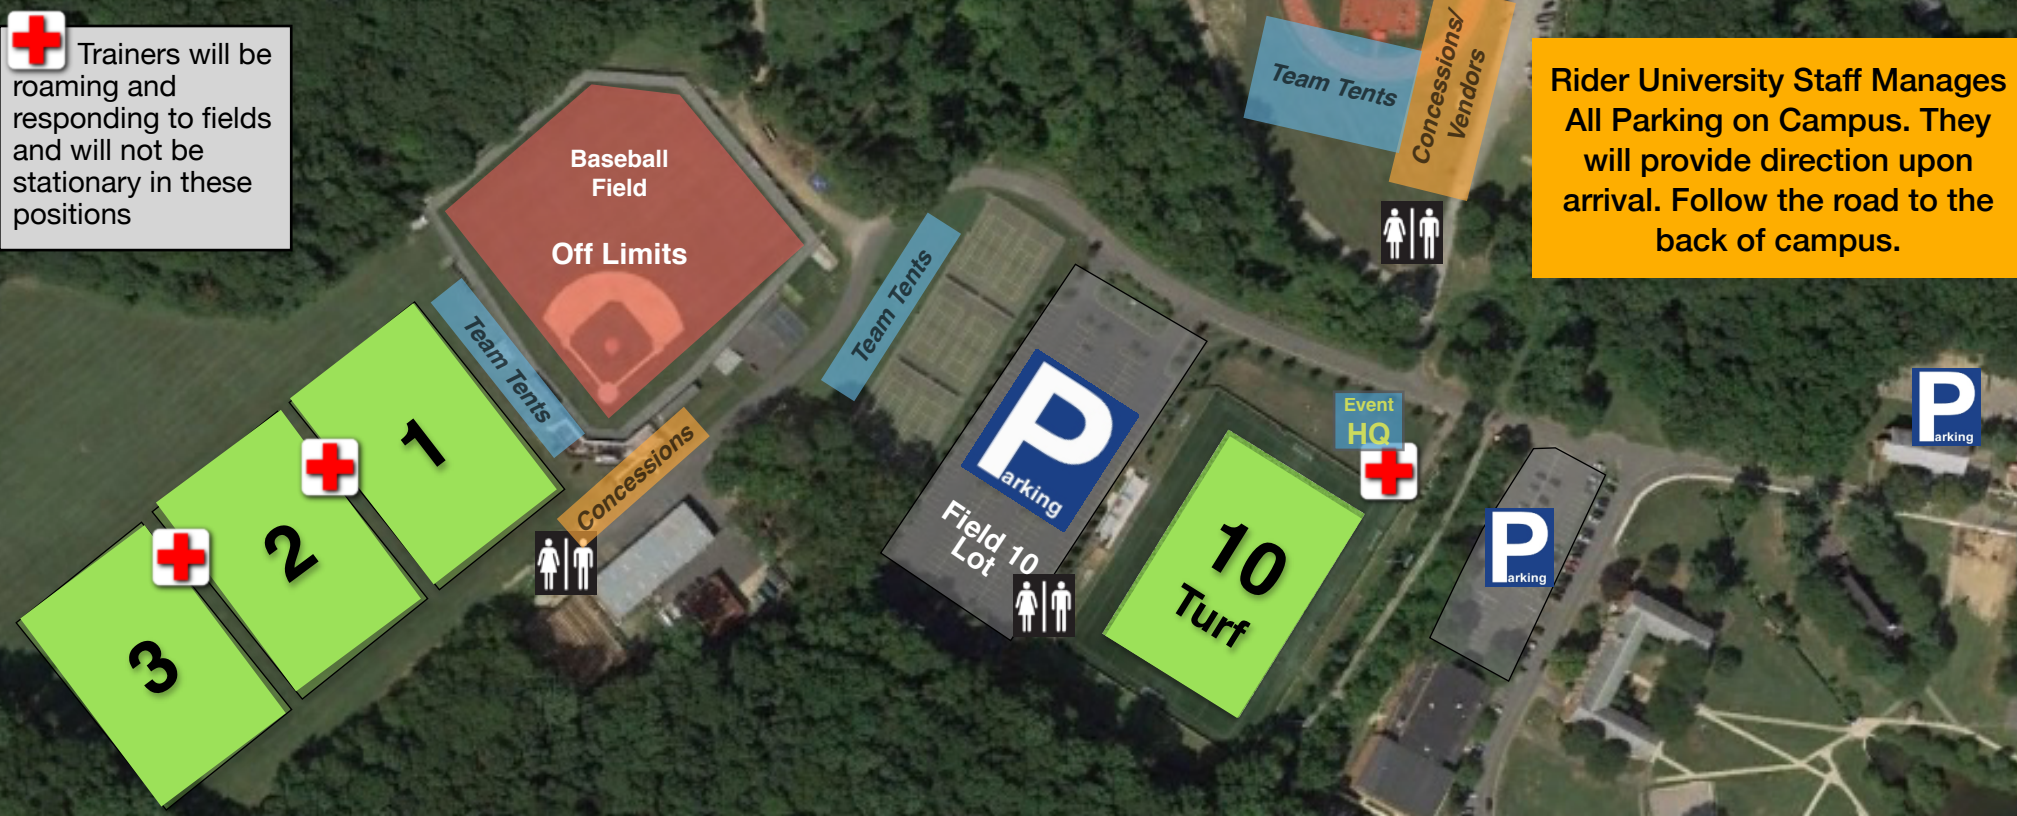 Trainers will be
roaming and
responding to fields
and will not be
stationary in these
positions
Baseball
Field
Off Limits
Team Tents
Concessions/
Vendors
Rider University Staff Manages
All Parking on Campus. They
will provide direction upon
arrival. Follow the road to the
back of campus.
Team Tents
Team Tents
Concessions
1
2
3
Parking
Field 10
Lot
Event
HQ
10
Turf
Parking
Parking